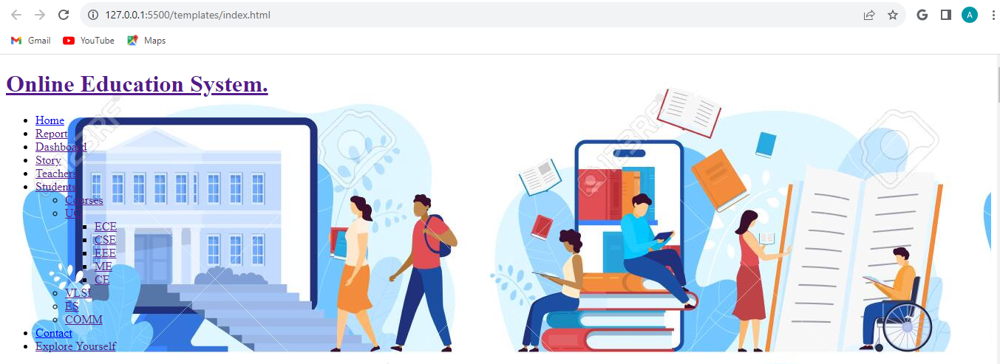 127.0.0.1:5500/templates/index.html
A
Gmail YouTube Maps
Online Education System.
Home
Report
Dashboard
Story
Teachers
Students
Courses
UG
ECE
CSE
EEE
ME
CE
VLSI
ES
COMM
Contact
Explore Yourself